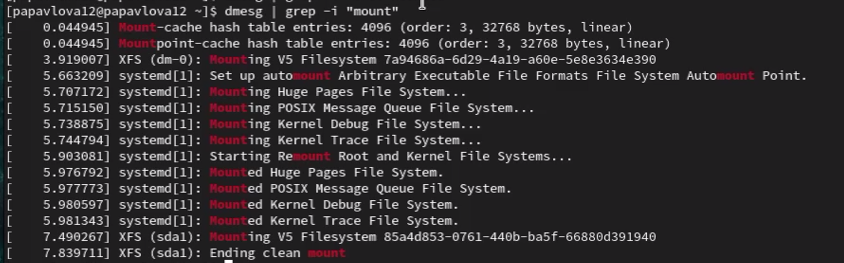 [papavlova12@papavlova12 ~]$ dmesg | grep -i "mount"
[    0.044945] Mount-cache hash table entries: 4096 (order: 3, 32768 bytes, linear)
[    0.044945] Mountpoint-cache hash table entries: 4096 (order: 3, 32768 bytes, linear)
[    3.919007] XFS (dm-0): Mounting V5 Filesystem 7a94686a-6d29-4a19-a60e-5e8e3634e390
[    5.663209] systemd[1]: Set up automount Arbitrary Executable File Formats File System Automount Point.
[    5.707172] systemd[1]: Mounting Huge Pages File System...
[    5.715150] systemd[1]: Mounting POSIX Message Queue File System...
[    5.738875] systemd[1]: Mounting Kernel Debug File System...
[    5.744794] systemd[1]: Mounting Kernel Trace File System...
[    5.903081] systemd[1]: Starting Remount Root and Kernel File Systems...
[    5.976792] systemd[1]: Mounted Huge Pages File System.
[    5.977773] systemd[1]: Mounted POSIX Message Queue File System.
[    5.980597] systemd[1]: Mounted Kernel Debug File System.
[    5.981343] systemd[1]: Mounted Kernel Trace File System.
[    7.490267] XFS (sda1): Mounting V5 Filesystem 85a4d853-0761-440b-ba5f-66880d391940
[    7.839711] XFS (sda1): Ending clean mount